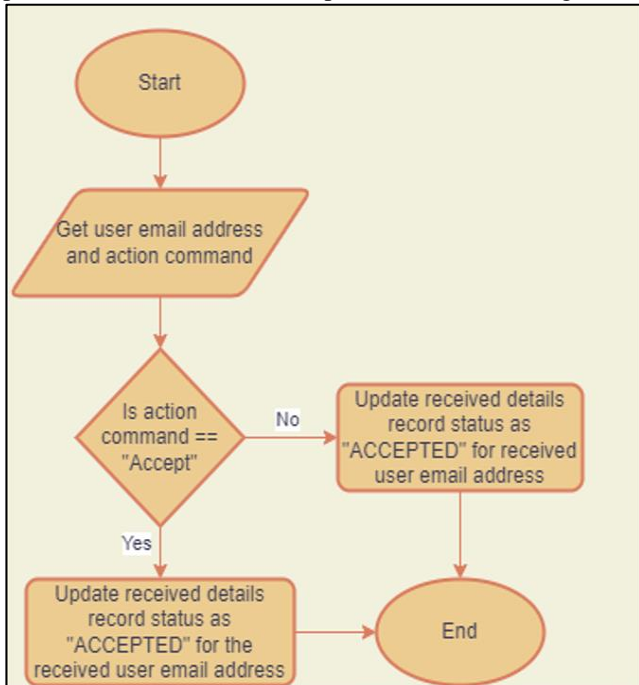 Start
Get user email address
and action command
Is action
command ==
"Accept"
No
Update received details
record status as
"ACCEPTED" for received
user email address
Yes
Update received details
record status as
"ACCEPTED" for the
received user email address
End